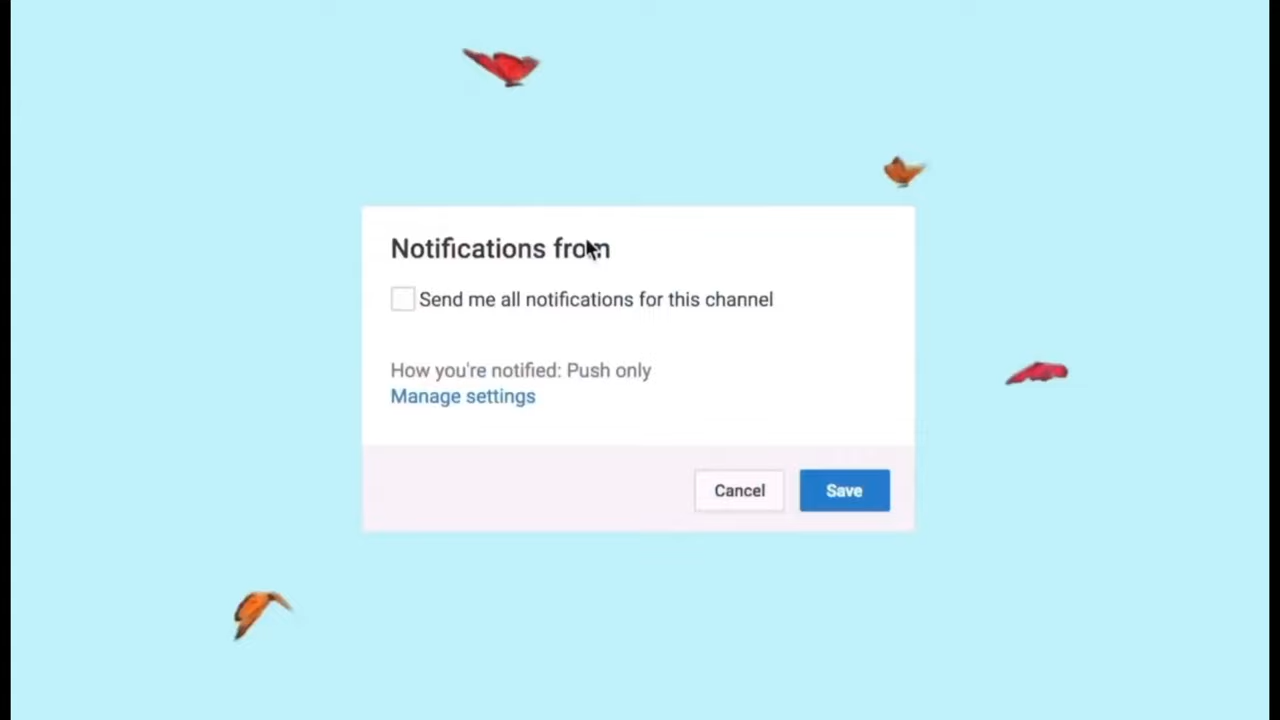 Notifications from
Send me all notifications for this channel
How you're notified: Push only
Manage settings
Cancel
Save